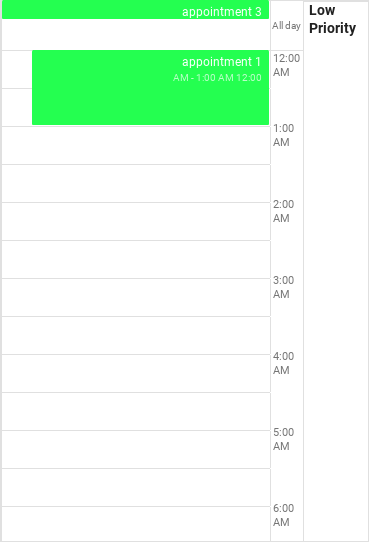 appointment 3
All day
Low
Priority
appointment 1
AM - 1:00 AM 12:00
12:00
AM
1:00
AM
2:00
AM
3:00
AM
4:00
AM
5:00
AM
6:00
AM